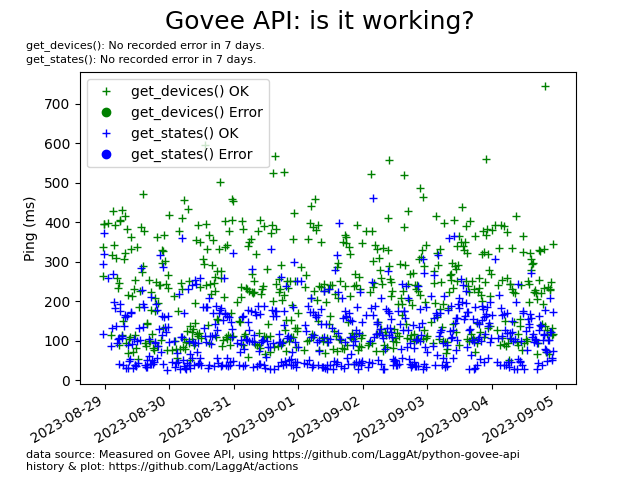 Govee API: is it working?
get_devices(): No recorded error in 7 days.
get_states(): No recorded error in 7 days.
get_devices() OK
get_devices() Error
get_states() OK
get_states() Error
700
600
500
400
300
200
100
0
Ping (ms)
2023-08-29
2023-08-30
2023-08-31
2023-09-01
2023-09-02
2023-09-03
2023-09-04
2023-09-05
data source: Measured on Govee API, using https://github.com/LaggAt/python-govee-api
history & plot: https://github.com/LaggAt/actions